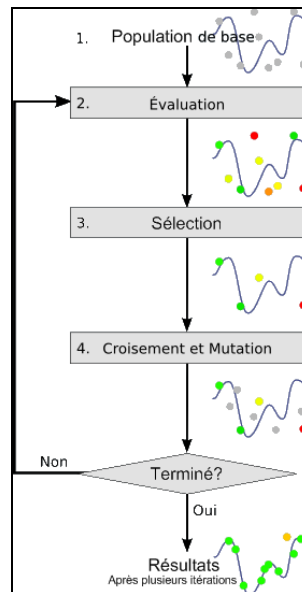 1. Population de base
2. Évaluation
3. Sélection
4. Croisement et Mutation
Terminé?
Non
Oui
Résultats
Après plusieurs itérations